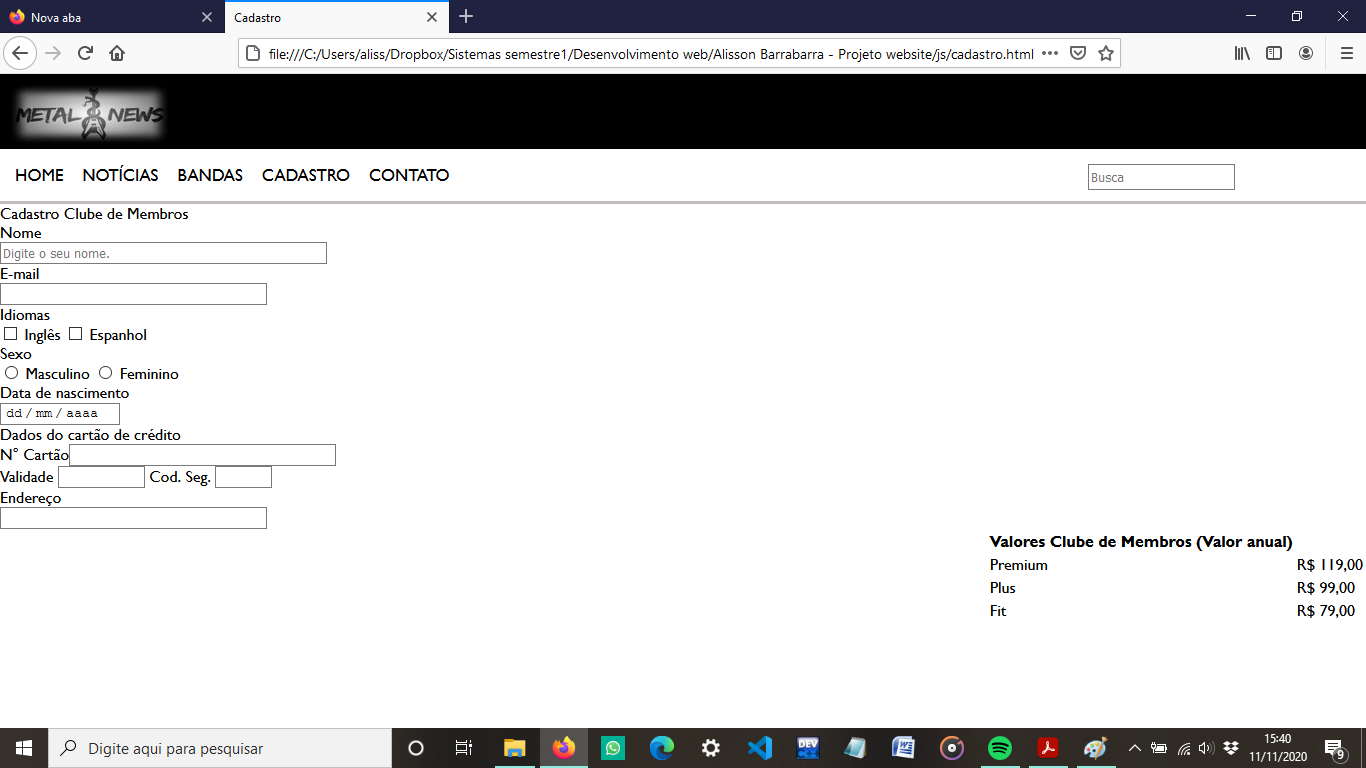 Nova aba
Cadastro
file:///C:/Users/aliss/Dropbox/Sistemas semestre1/Desenvolvimento web/Alisson Barrabarra - Projeto website/js/cadastro.html
METAL NEWS
HOME NOTÍCIAS BANDAS CADASTRO CONTATO
Busca
Cadastro Clube de Membros
Nome
Digite o seu nome.
E-mail
Idiomas
Inglês Espanhol
Sexo
Masculino Feminino
Data de nascimento
dd / mm / aaaa
Dados do cartão de crédito
N° Cartão
Validade Cod. Seg.
Endereço
Valores Clube de Membros (Valor anual)
Premium R$ 119,00
Plus R$ 99,00
Fit R$ 79,00
Digite aqui para pesquisar
DEV
15:40
11/11/2020
9